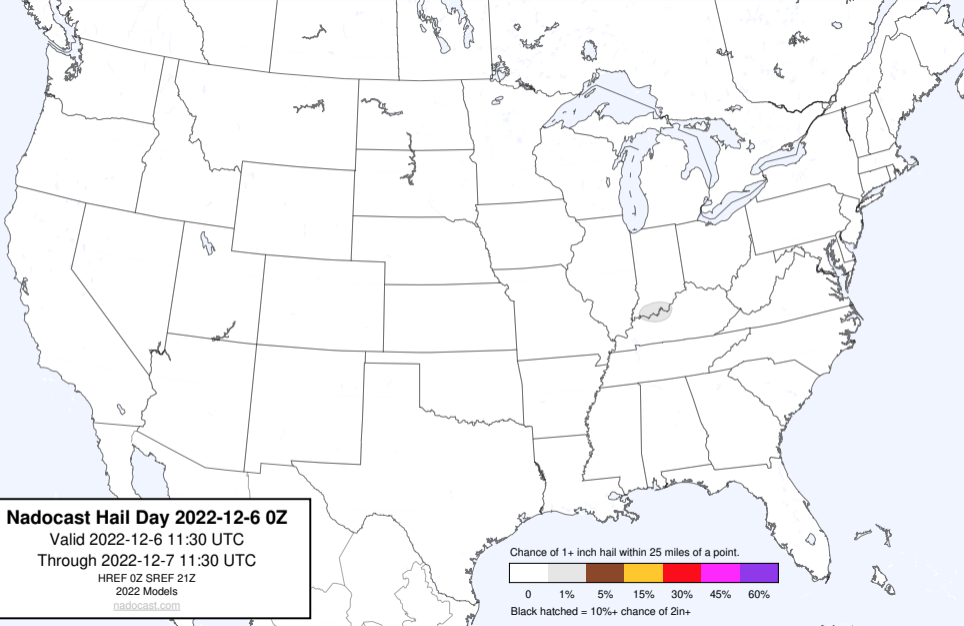 Nadocast Hail Day 2022-12-6 0Z
Valid 2022-12-6 11:30 UTC
Through 2022-12-7 11:30 UTC
HREF 0Z SREF 21Z
2022 Models
nadocast.com
Chance of 1+ inch hail within 25 miles of a point.
0 1% 5% 15% 30% 45% 60%
Black hatched = 10%+ chance of 2in+